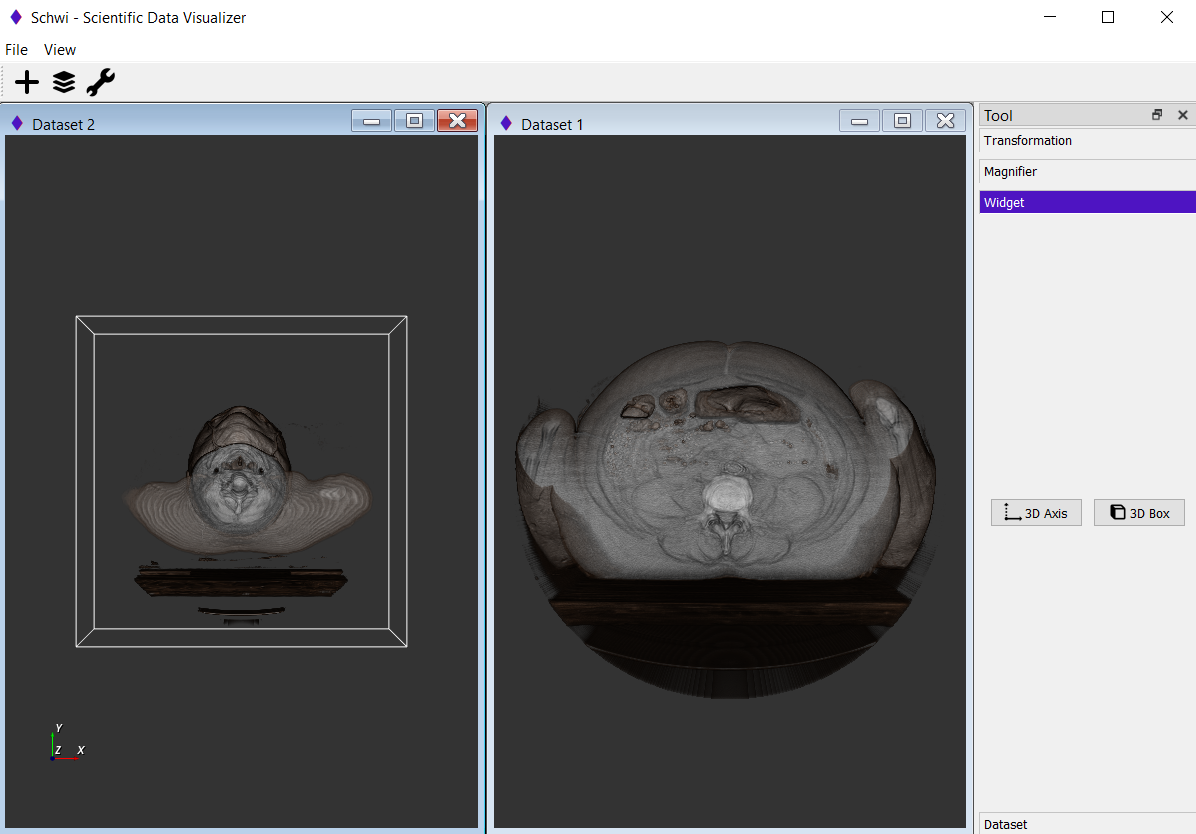 Schwi - Scientific Data Visualizer
File View
Dataset 2
Dataset 1
Tool
Transformation
Magnifier
Widget
3D Axis
3D Box
Y
Z X
Dataset